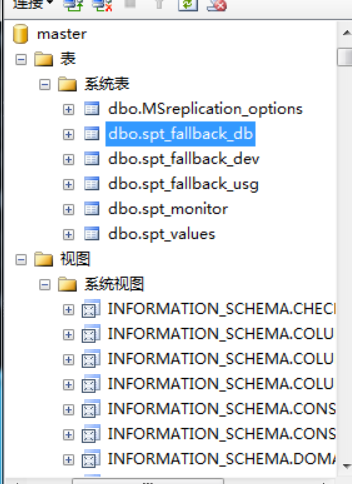 连接
master
表
系统表
dbo.MSreplication_options
dbo.spt_fallback_db
dbo.spt_fallback_dev
dbo.spt_fallback_usg
dbo.spt_monitor
dbo.spt_values
视图
系统视图
INFORMATION_SCHEMA.CHEC
INFORMATION_SCHEMA.COLU
INFORMATION_SCHEMA.COLU
INFORMATION_SCHEMA.COLU
INFORMATION_SCHEMA.CONS
INFORMATION_SCHEMA.CONS
INFORMATION_SCHEMA.DOMA